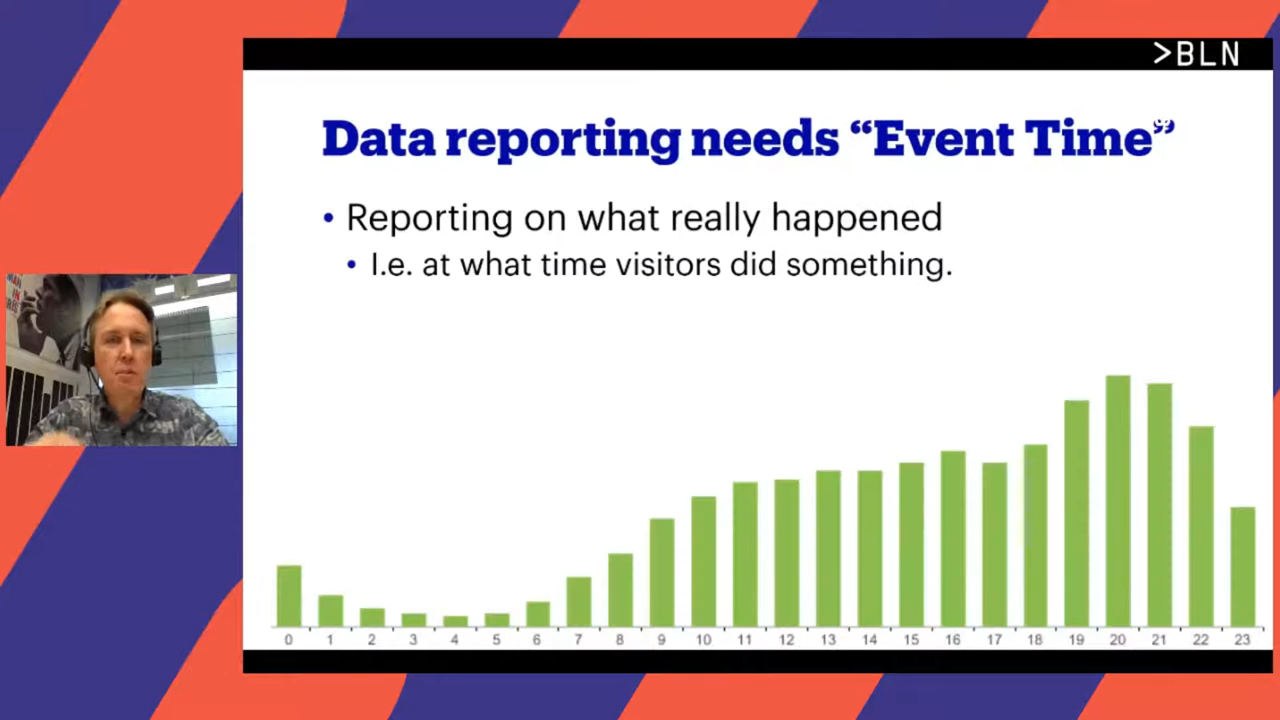 >BLN
Data reporting needs “Event Time”
• Reporting on what really happened
• I.e. at what time visitors did something.
0 1 2 3 4 5 6 7 8 9 10 11 12 13 14 15 16 17 18 19 20 21 22 23